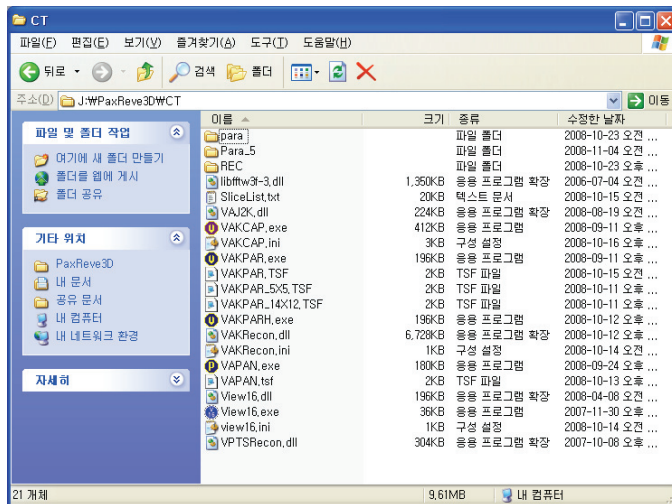 CT
파일(F) 편집(E) 보기(V) 즐겨찾기(A) 도구(T) 도움말(H)
뒤로 검색 폴더
주소(D) J:₩PaxReve3D₩CT 이동
파일 및 폴더 작업
여기에 새 폴더 만들기
폴더를 웹에 게시
폴더 공유
기타 위치
PaxReve3D
내 문서
공유 문서
내 컴퓨터
내 네트워크 환경
자세히
이름 크기 종류 수정한 날짜
para 파일 폴더 2008-10-23 오전 ...
Para_5 파일 폴더 2008-11-04 오전 ...
REC 파일 폴더 2008-10-23 오후 ...
libfftw3f-3.dll 1,350KB 응용 프로그램 확장 2006-07-04 오전 ...
SliceList.txt 20KB 텍스트 문서 2008-10-15 오전 ...
VAJ2K.dll 224KB 응용 프로그램 확장 2008-08-19 오전 ...
VAKCAP.exe 412KB 응용 프로그램 2008-09-11 오후 ...
VAKCAP.ini 3KB 구성 설정 2008-10-16 오후 ...
VAKPAR.exe 196KB 응용 프로그램 2008-09-11 오후 ...
VAKPAR.TSF 2KB TSF 파일 2008-10-15 오전 ...
VAKPAR_5X5.TSF 2KB TSF 파일 2008-10-11 오후 ...
VAKPAR_14X12.TSF 2KB TSF 파일 2008-10-11 오후 ...
VAKPARH.exe 196KB 응용 프로그램 2008-10-12 오후 ...
VAKRecon.dll 6,728KB 응용 프로그램 확장 2008-10-12 오후 ...
VAKRecon.ini 1KB 구성 설정 2008-10-14 오전 ...
VAPAN.exe 180KB 응용 프로그램 2008-09-24 오후 ...
VAPAN.tsf 2KB TSF 파일 2008-10-13 오후 ...
View16.dll 196KB 응용 프로그램 확장 2008-04-08 오전 ...
View16.exe 36KB 응용 프로그램 2007-11-30 오후 ...
view16.ini 1KB 구성 설정 2008-10-14 오전 ...
VPTSRecon.dll 304KB 응용 프로그램 확장 2007-10-08 오후 ...
21 개체 9.61MB 내 컴퓨터